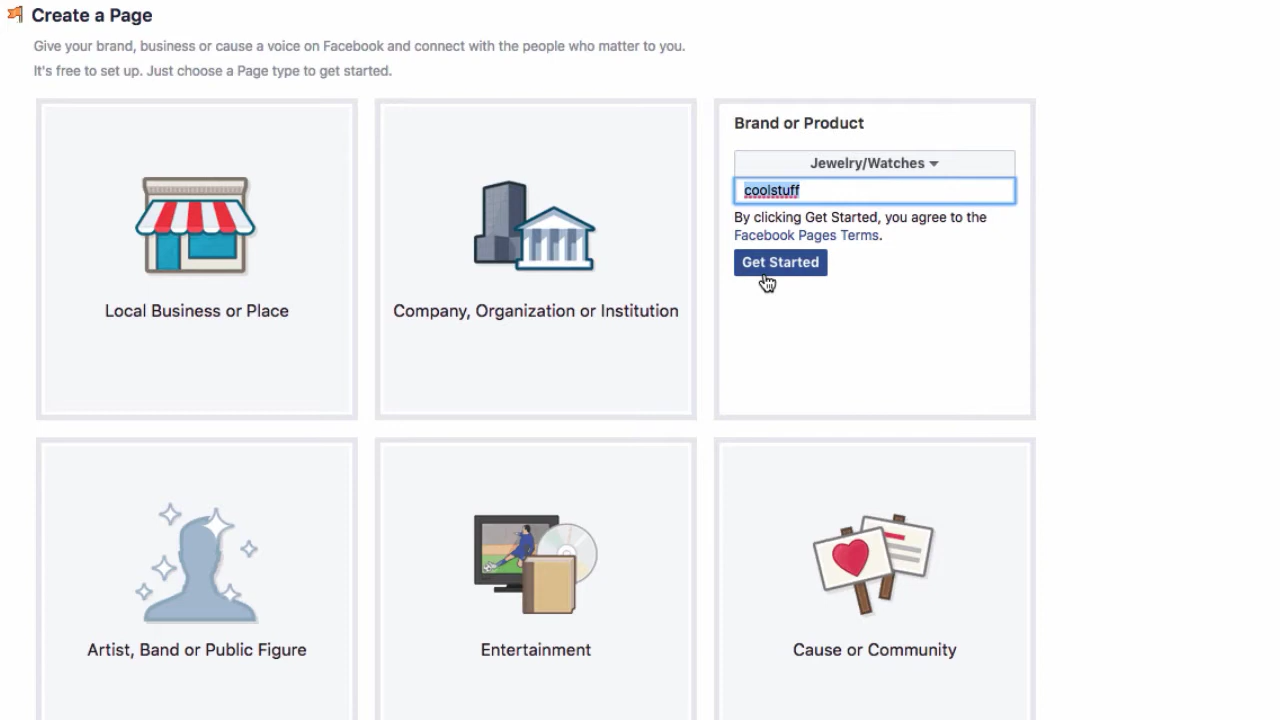 Create a Page
Give your brand, business or cause a voice on Facebook and connect with the people who matter to you.
It's free to set up. Just choose a Page type to get started.
Local Business or Place
Company, Organization or Institution
Brand or Product
Jewelry/Watches
coolstuff
By clicking Get Started, you agree to the
Facebook Pages Terms.
Get Started
Artist, Band or Public Figure
Entertainment
Cause or Community